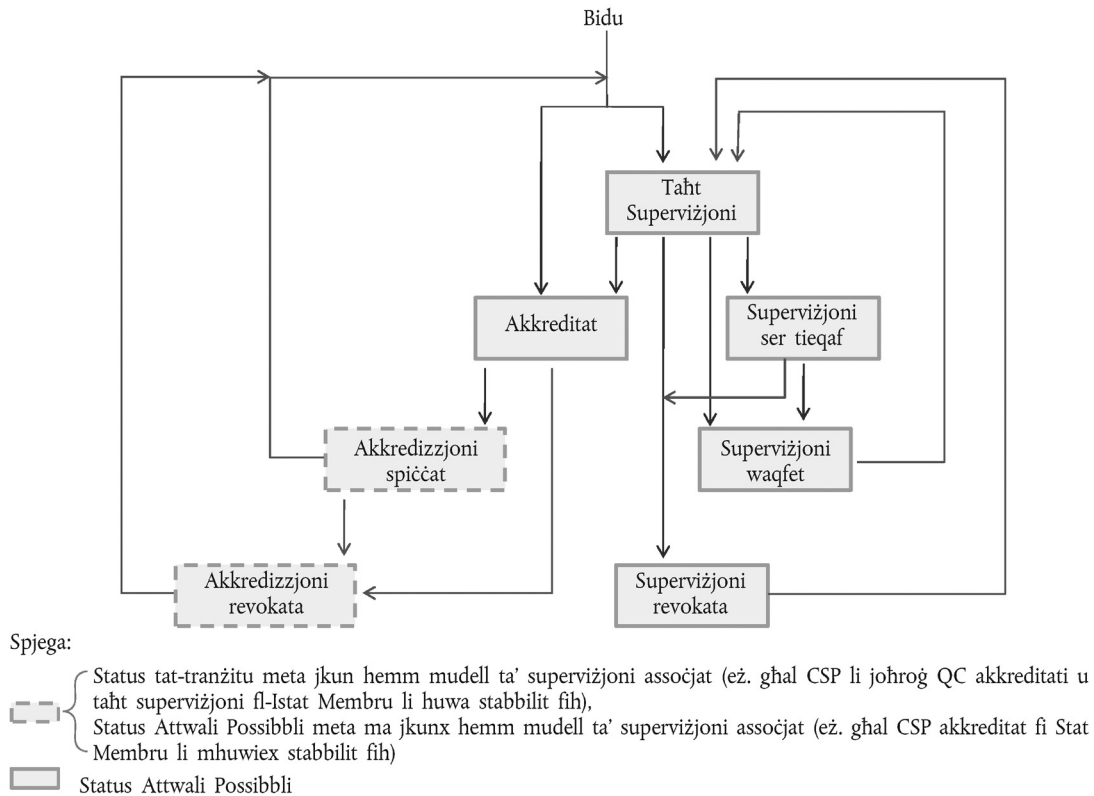 Bidu
Taħt
Superviżjoni
Akkreditat
Superviżjoni
ser tieqaf
Akkredizzjoni
spiċċat
Superviżjoni
waqfet
Akkredizzjoni
revokata
Superviżjoni
revokata
Spjega:
Status tat-tranżitu meta jkun hemm mudell ta' superviżjoni assoċjat (eż. għal CSP li joħroġ QC akkreditati u
taħt superviżjoni fl-Istat Membru li huwa stabbilit fih),
Status Attwali Possibbli meta ma jkunx hemm mudell ta' superviżjoni assoċjat (eż. għal CSP akkreditat fi Stat
Membru li mhuwiex stabbilit fih)
Status Attwali Possibbli